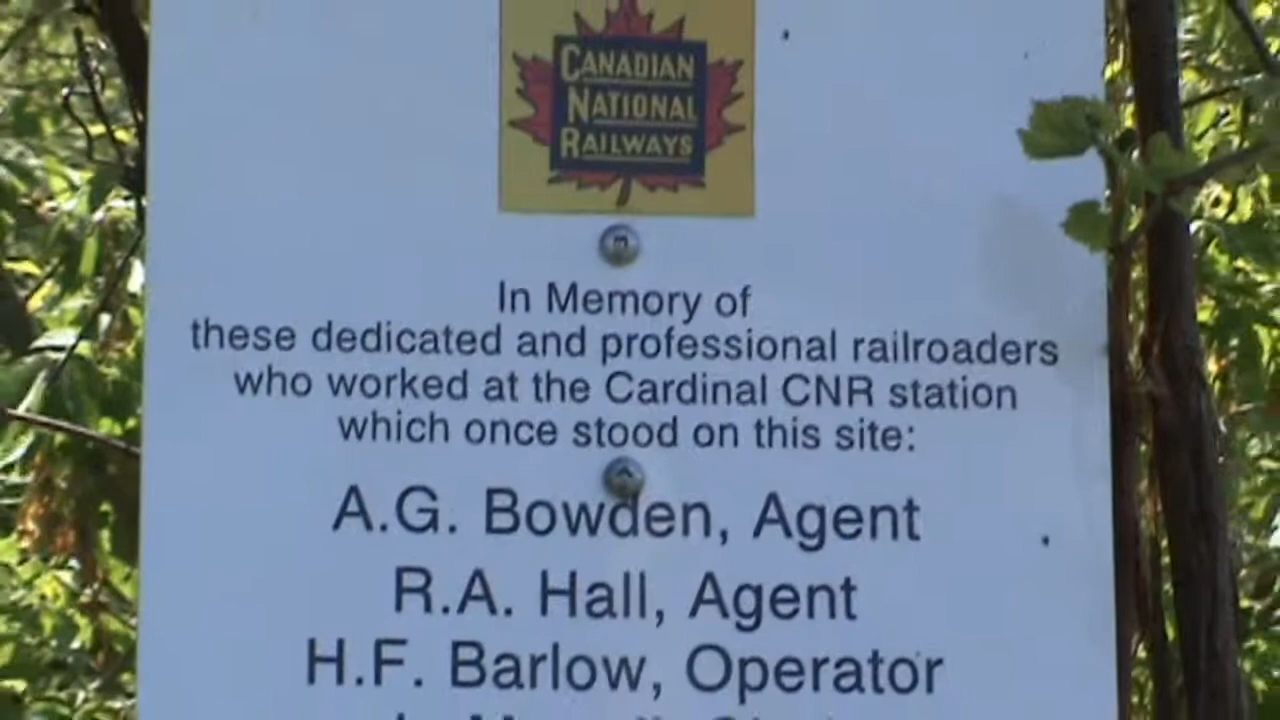 CANADIAN
NATIONAL
RAILWAYS
In Memory of
these dedicated and professional railroaders
who worked at the Cardinal CNR station
which once stood on this site:
A.G. Bowden, Agent
R.A. Hall, Agent
H.F. Barlow, Operator